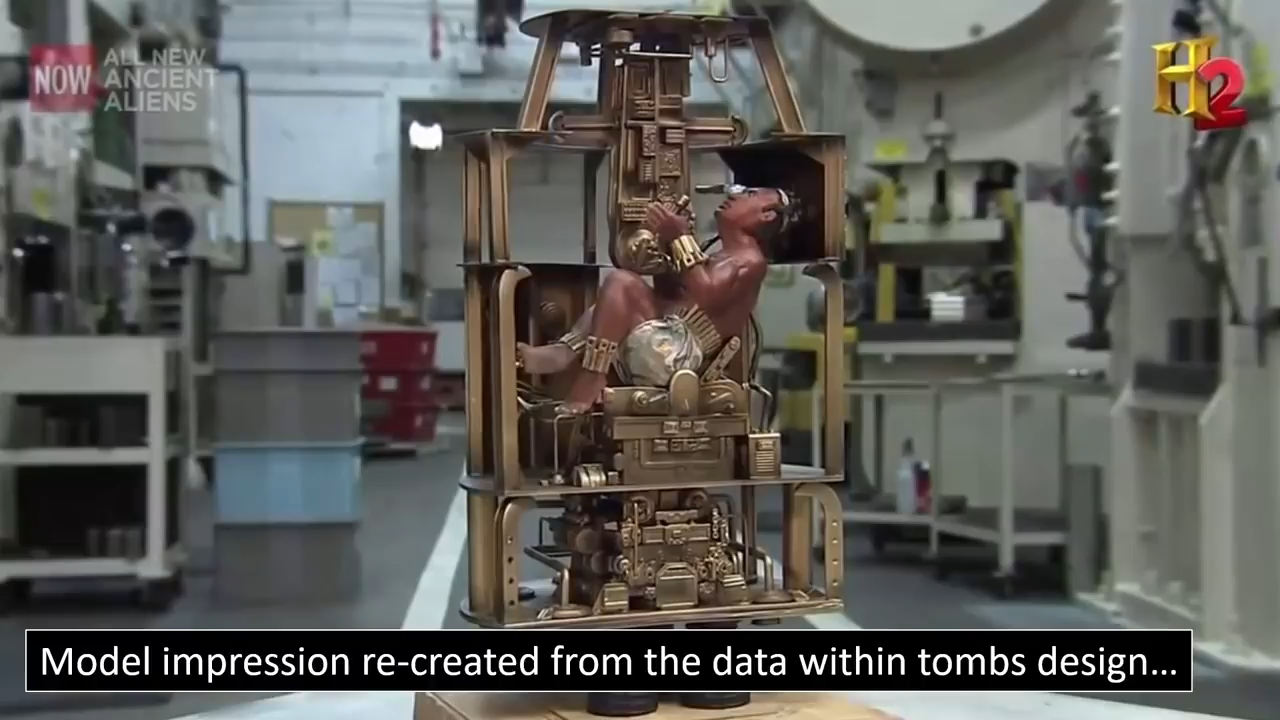 NOW
ALL NEW
ANCIENT
ALIENS
H2
Model impression re-created from the data within tombs design...